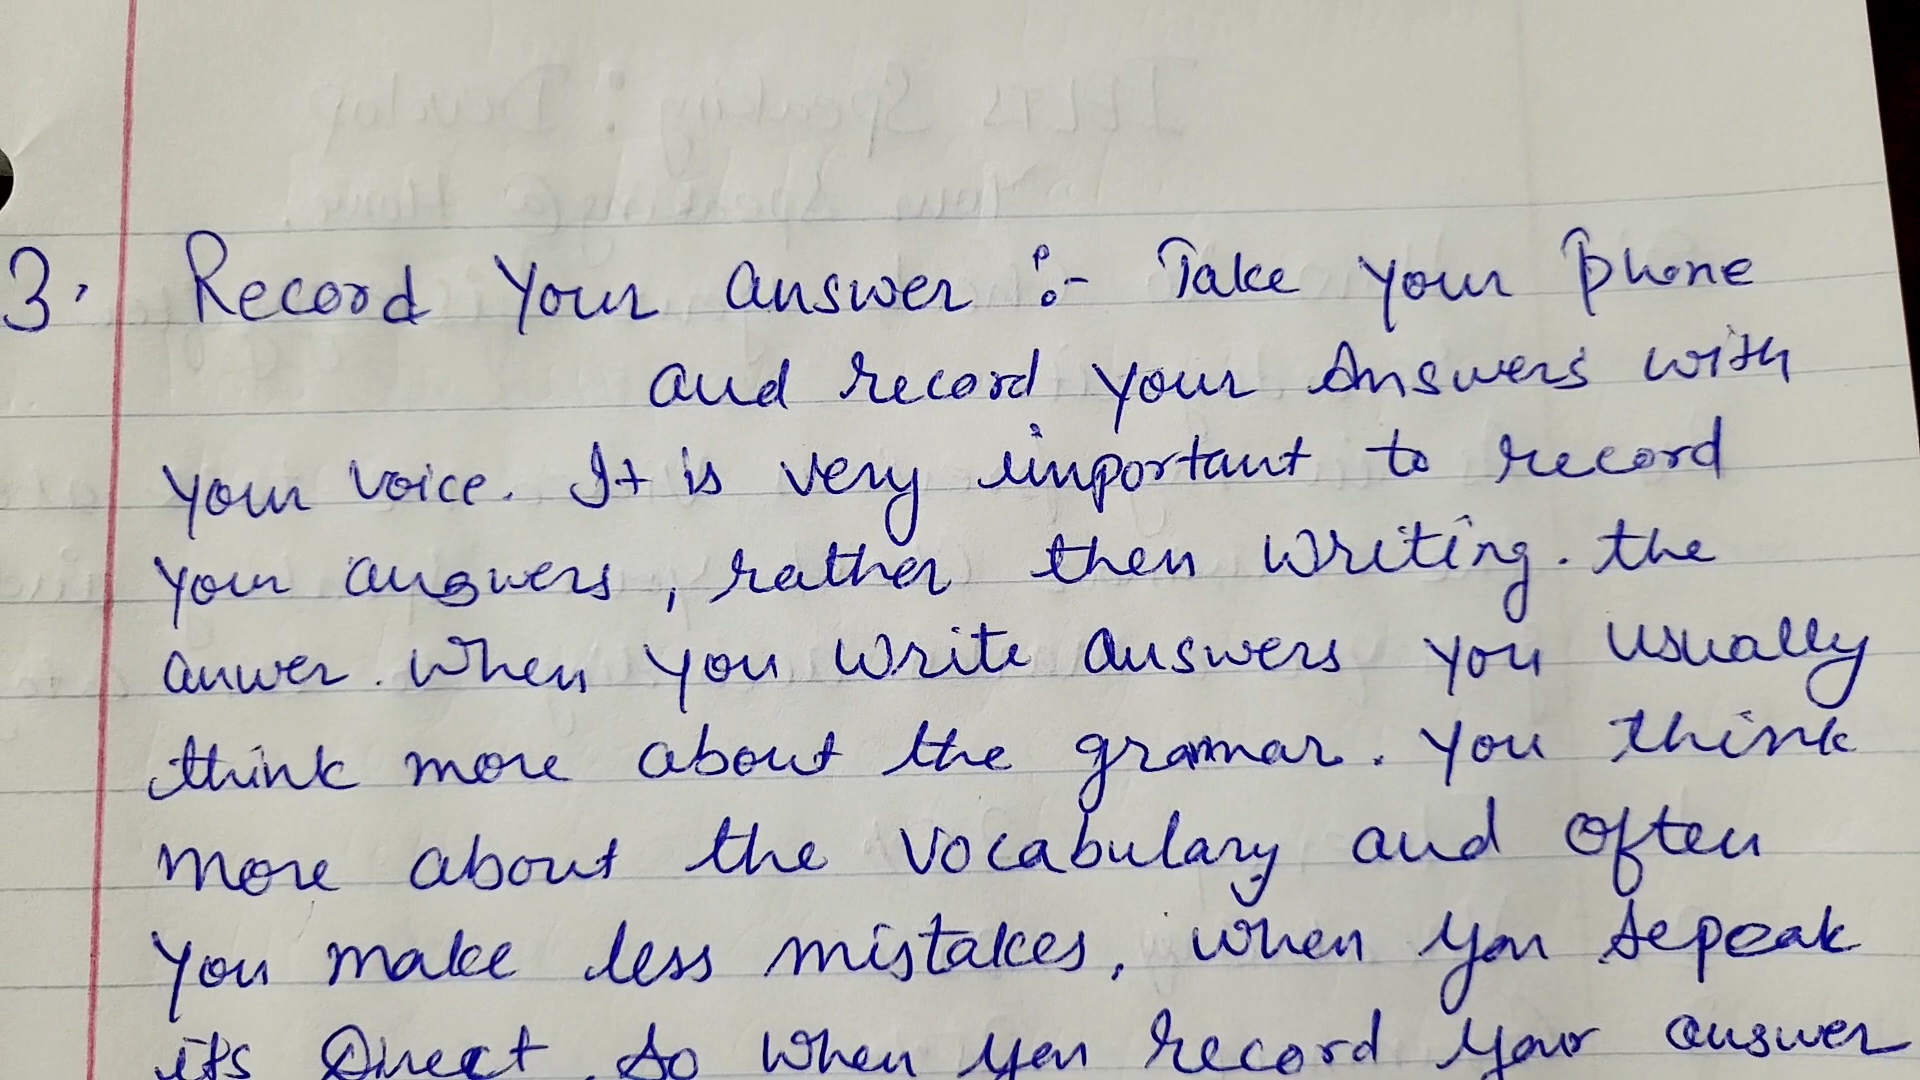 3. Record Your answer :- Take your phone
and record your Answers with
your voice. It is very important to record
your answers, rather then writing. the
anwer. When you write answers you usually
think more about the grammar. You think
more about the vocabulary and often
you make less mistakes, when you sepeak
its Direct. So when you record your answer